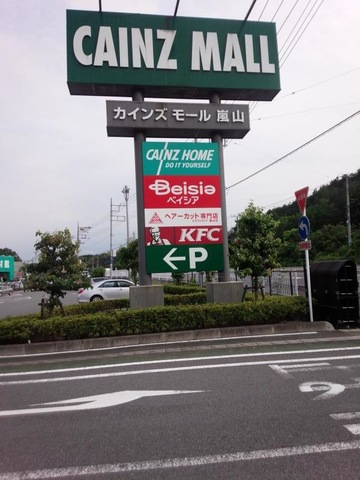 CAINZ MALL
カインズ モール 嵐山
CAINZ HOME
DO IT YOURSELF
Beisia
ベイシア
ヘアーカット専門店
KFC
←P